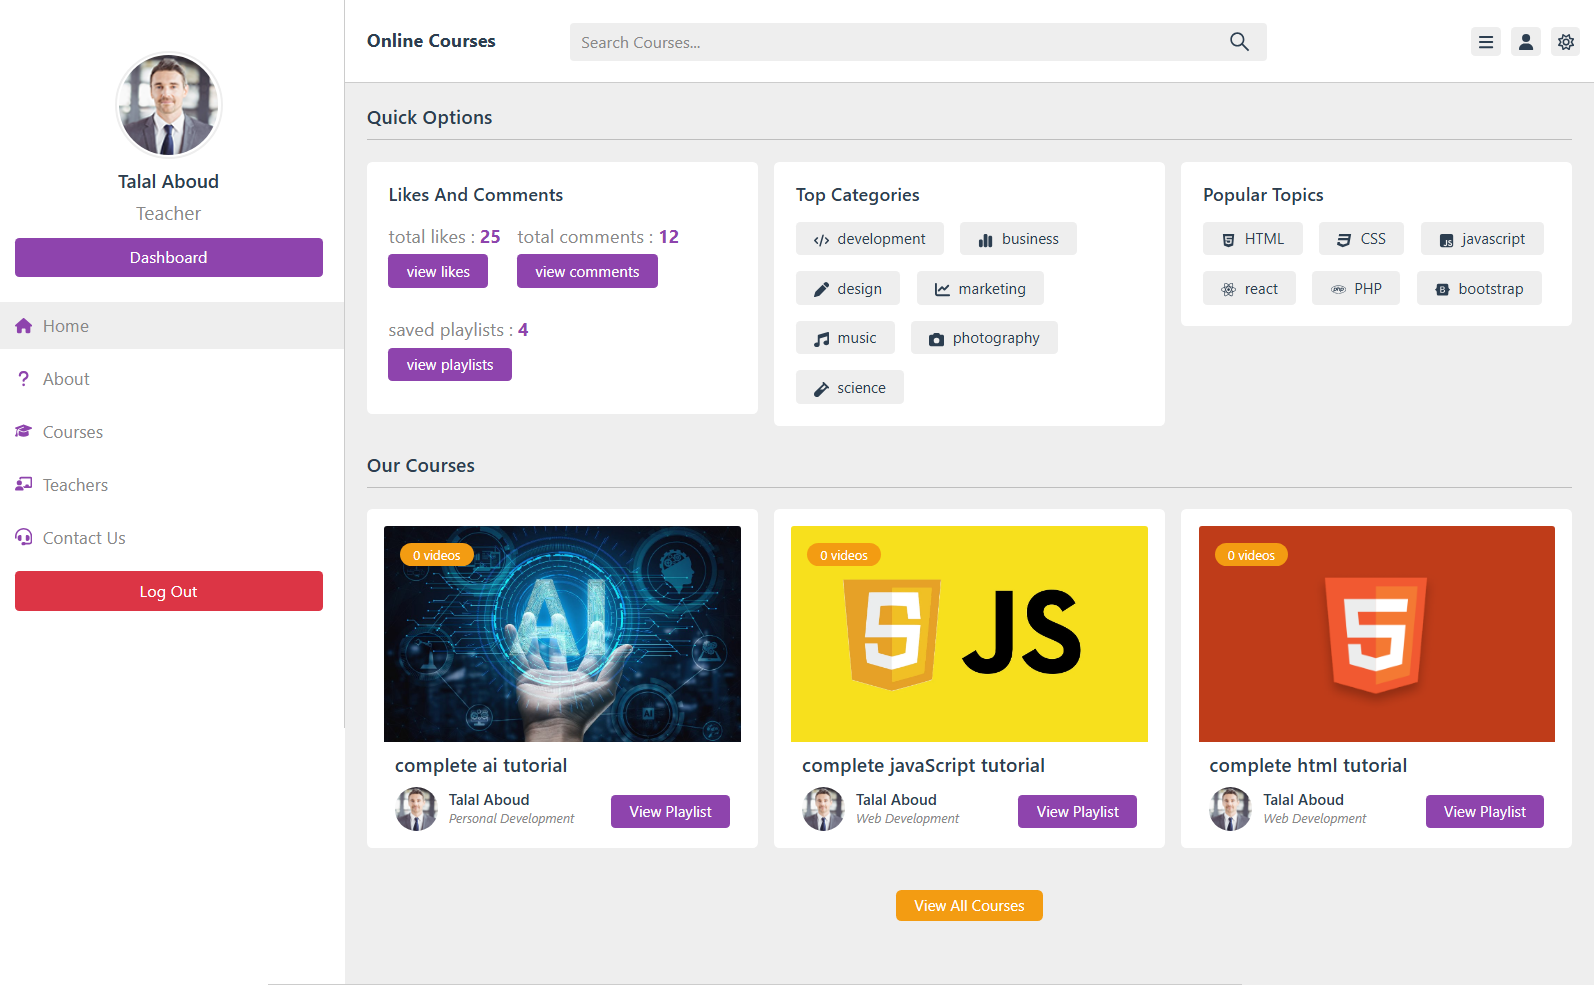 Talal Aboud
Teacher
Dashboard
Home
About
Courses
Teachers
Contact Us
Log Out
Online Courses
Search Courses...
Quick Options
Likes And Comments
total likes : 25 total comments : 12
view likes view comments
saved playlists : 4
view playlists
Top Categories
development business
design marketing
music photography
science
Popular Topics
HTML CSS javascript
react PHP bootstrap
Our Courses
0 videos
AI
complete ai tutorial
Talal Aboud
Personal Development
View Playlist
0 videos
5 JS
complete javaScript tutorial
Talal Aboud
Web Development
View Playlist
0 videos
5
complete html tutorial
Talal Aboud
Web Development
View Playlist
View All Courses